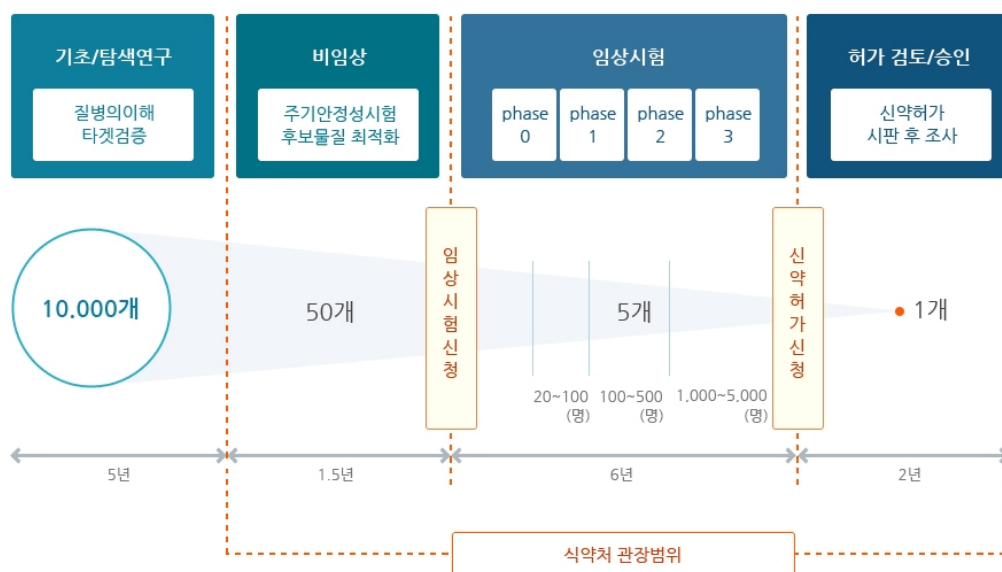 기초/탐색연구
질병의이해
타겟검증
비임상
주기안정성시험
후보물질 최적화
임상시험
phase
0
phase
1
phase
2
phase
3
허가 검토/승인
신약허가
시판 후 조사
10.000개
50개
임상시험신청
5개
신약허가신청
1개
20~100
(명)
100~500
(명)
1,000~5,000
(명)
5년
1.5년
6년
2년
식약처 관장범위